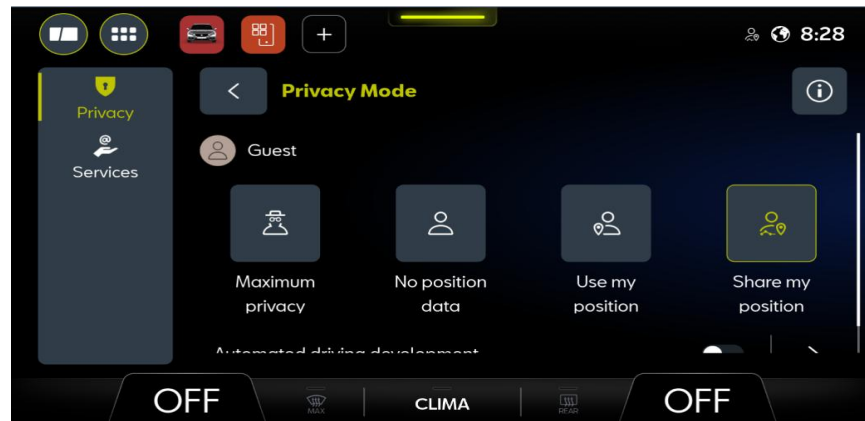 8:28
Privacy
Services
Privacy Mode
Guest
Maximum
privacy
No position
data
Use my
position
Share my
position
Automated driving development
OFF
MAX
CLIMA
REAR
OFF